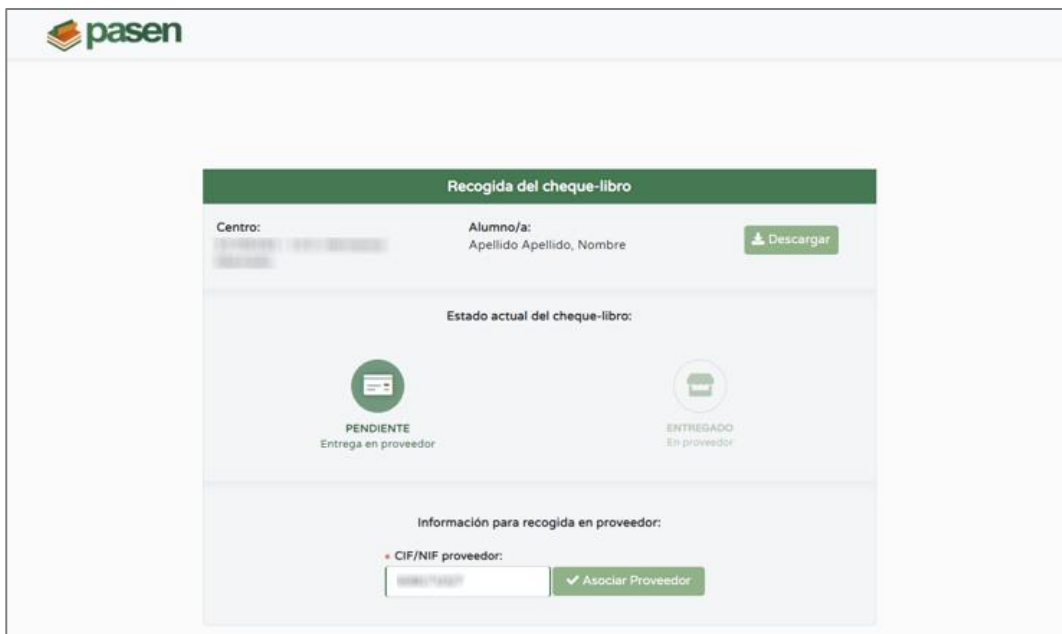 pasen
Recogida del cheque-libro
Centro:
Alumno/a:
Apellido Apellido, Nombre
Descargar
Estado actual del cheque-libro:
PENDIENTE
Entrega en proveedor
ENTREGADO
En proveedor
Información para recogida en proveedor:
* CIF/NIF proveedor:
Asociar Proveedor